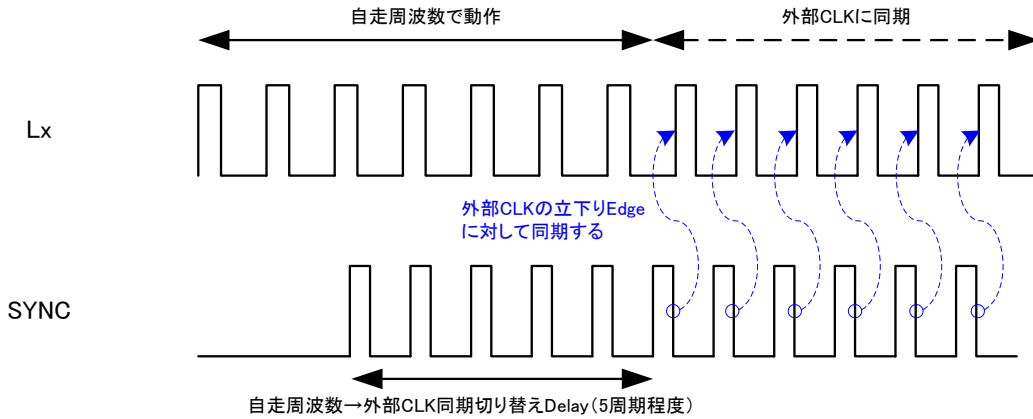 自走周波数で動作
外部CLKに同期
Lx
外部CLKの立下りEdge
に対して同期する
SYNC
自走周波数→外部CLK同期切り替えDelay(5周期程度)